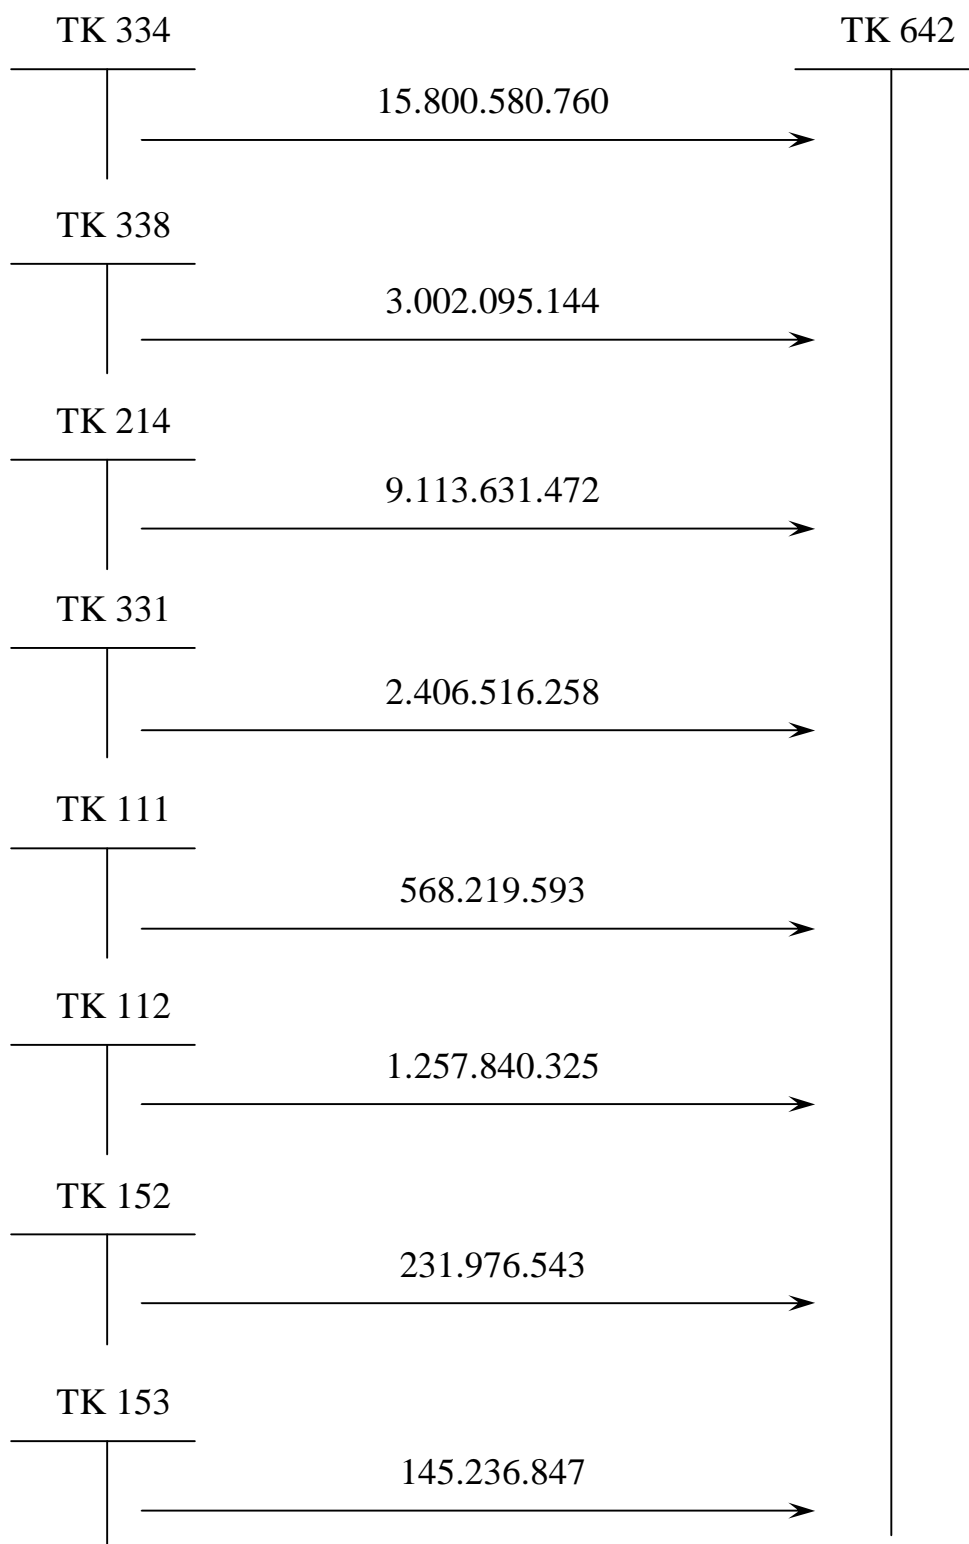 TK 334
TK 642
15.800.580.760
TK 338
3.002.095.144
TK 214
9.113.631.472
TK 331
2.406.516.258
TK 111
568.219.593
TK 112
1.257.840.325
TK 152
231.976.543
TK 153
145.236.847